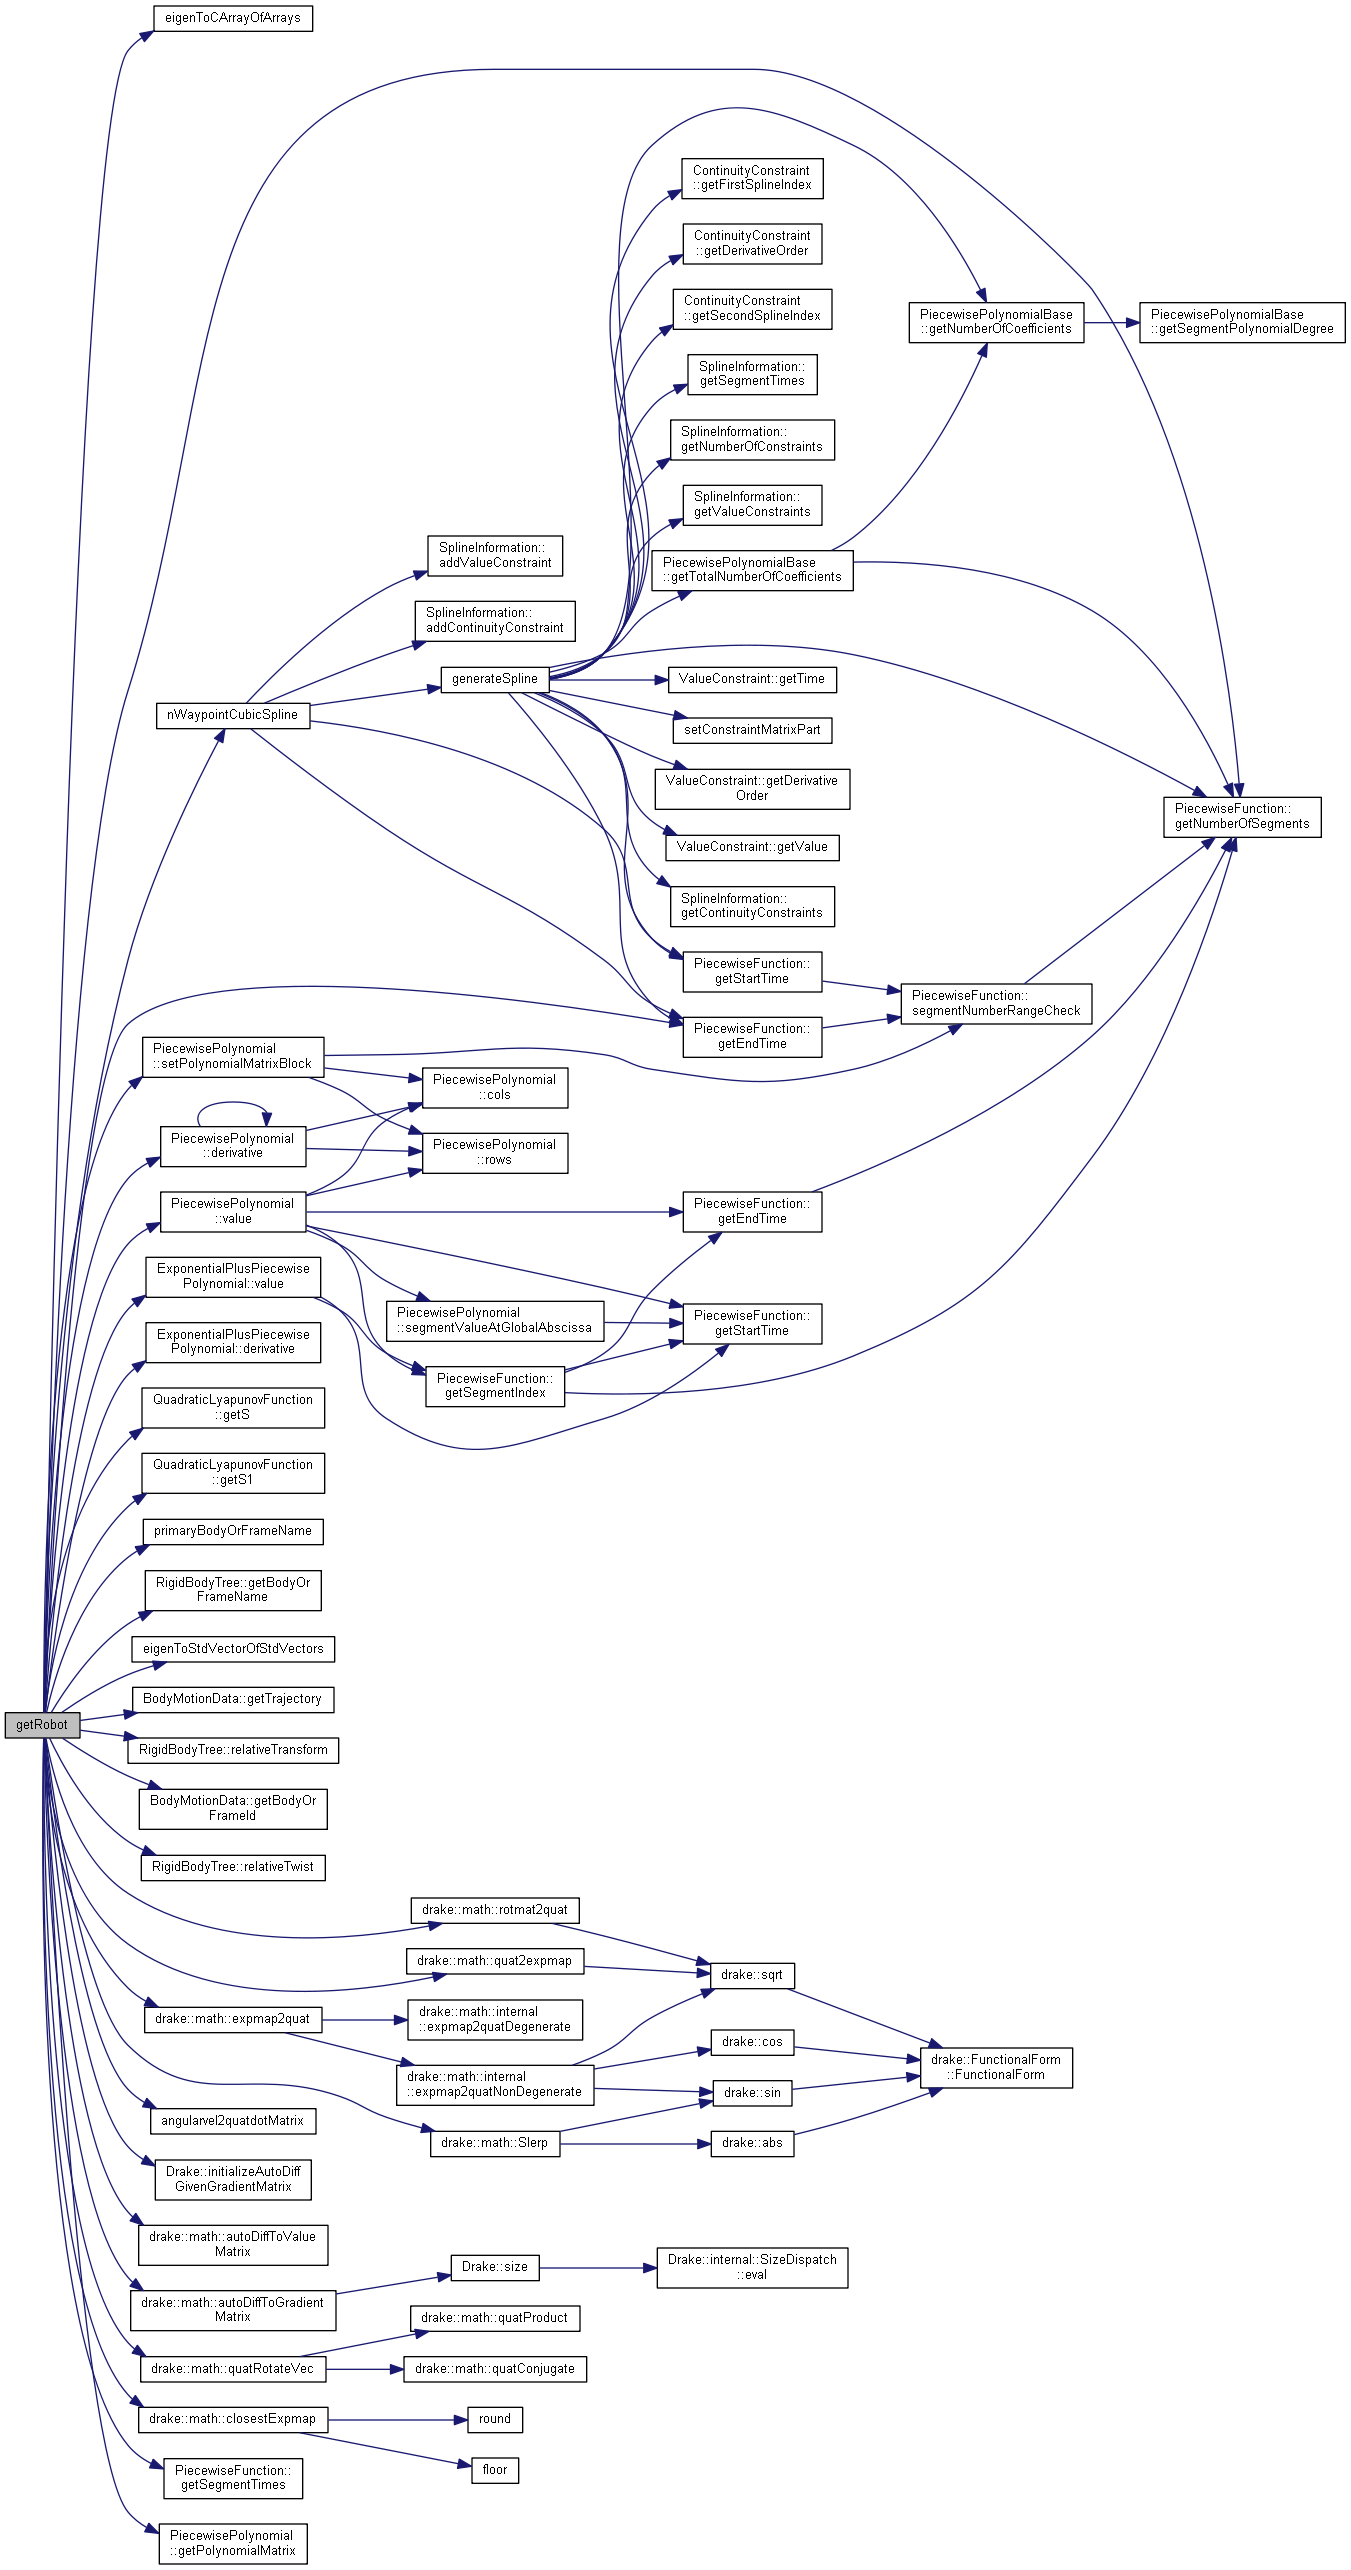 eigenToCArrayOfArrays
ContinuityConstraint
::getFirstSplineIndex
ContinuityConstraint
::getDerivativeOrder
ContinuityConstraint
::getSecondSplineIndex
PiecewisePolynomialBase
::getNumberOfCoefficients
PiecewisePolynomialBase
::getSegmentPolynomialDegree
SplineInformation::
getSegmentTimes
SplineInformation::
getNumberOfConstraints
SplineInformation::
getValueConstraints
SplineInformation::
addValueConstraint
PiecewisePolynomialBase
::getTotalNumberOfCoefficients
SplineInformation::
addContinuityConstraint
generateSpline
ValueConstraint::getTime
nWaypointCubicSpline
setConstraintMatrixPart
ValueConstraint::getDerivative
Order
PiecewiseFunction::
getNumberOfSegments
ValueConstraint::getValue
SplineInformation::
getContinuityConstraints
PiecewiseFunction::
getStartTime
PiecewiseFunction::
segmentNumberRangeCheck
PiecewiseFunction::
getEndTime
PiecewisePolynomial
::setPolynomialMatrixBlock
PiecewisePolynomial
::cols
PiecewisePolynomial
::derivative
PiecewisePolynomial
::rows
PiecewisePolynomial
::value
PiecewiseFunction::
getEndTime
ExponentialPlusPiecewise
Polynomial::value
PiecewisePolynomial
::segmentValueAtGlobalAbscissa
PiecewiseFunction::
getStartTime
ExponentialPlusPiecewise
Polynomial::derivative
PiecewiseFunction::
getSegmentIndex
QuadraticLyapunovFunction
::getS
QuadraticLyapunovFunction
::getS1
primaryBodyOrFrameName
RigidBodyTree::getBodyOr
FrameName
eigenToStdVectorOfStdVectors
BodyMotionData::getTrajectory
getRobot
RigidBodyTree::relativeTransform
BodyMotionData::getBodyOr
FrameId
RigidBodyTree::relativeTwist
drake::math::rotmat2quat
drake::math::quat2expmap
drake::sqrt
drake::math::expmap2quat
drake::math::internal
::expmap2quatDegenerate
drake::cos
drake::FunctionalForm
::FunctionalForm
drake::math::internal
::expmap2quatNonDegenerate
drake::sin
angularvel2quatdotMatrix
drake::math::Slerp
drake::abs
Drake::initializeAutoDiff
GivenGradientMatrix
drake::math::autoDiffToValue
Matrix
Drake::size
Drake::internal::SizeDispatch
::eval
drake::math::autoDiffToGradient
Matrix
drake::math::quatProduct
drake::math::quatRotateVec
drake::math::quatConjugate
drake::math::closestExpmap
round
floor
PiecewiseFunction::
getSegmentTimes
PiecewisePolynomial
::getPolynomialMatrix